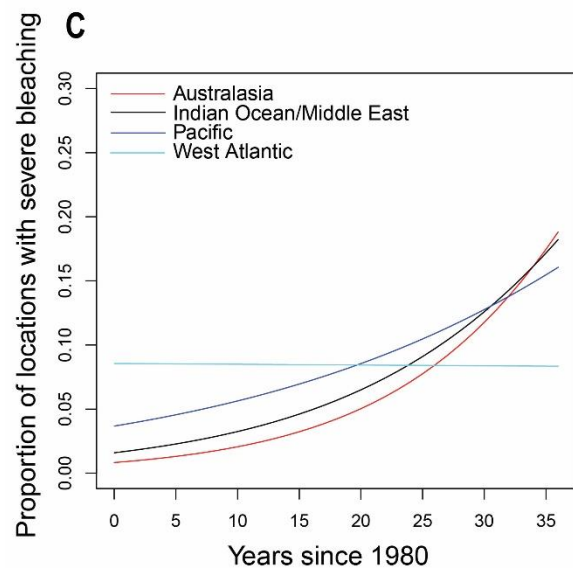 C
Proportion of locations with severe bleaching
0.30
0.25
0.20
0.15
0.10
0.05
0.00
Australasia
Indian Ocean/Middle East
Pacific
West Atlantic
0 5 10 15 20 25 30 35
Years since 1980